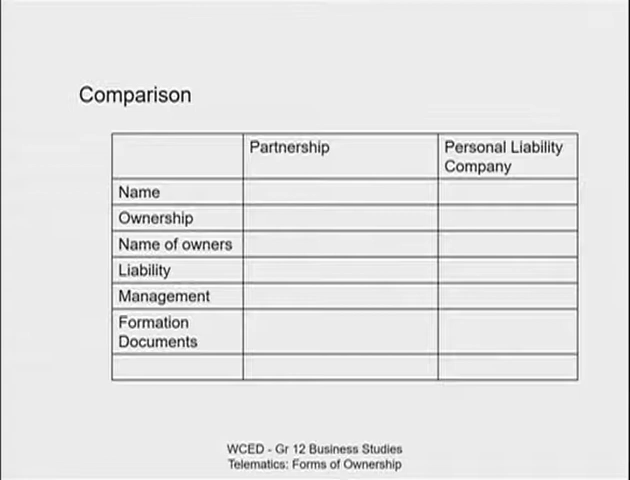 Comparison
Partnership
Personal Liability
Company
Name
Ownership
Name of owners
Liability
Management
Formation
Documents
WCED - Gr 12 Business Studies
Telematics: Forms of Ownership